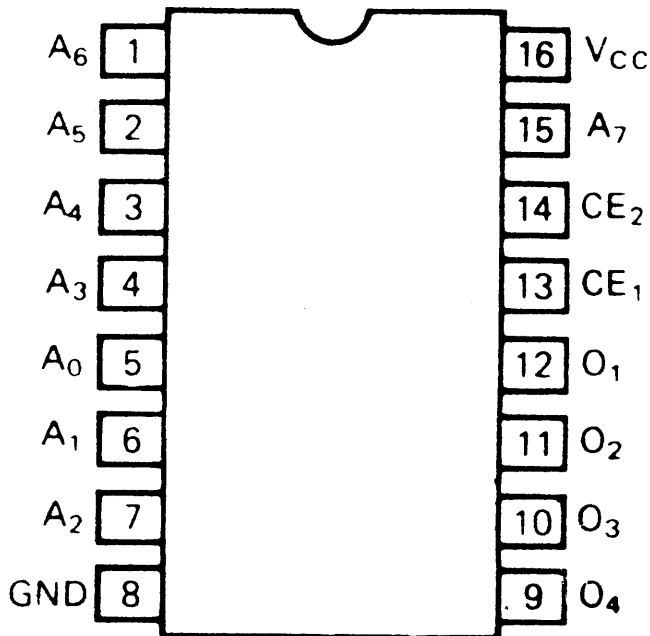 A₆ 1 16 V_CC
A₅ 2 15 A₇
A₄ 3 14 CE₂
A₃ 4 13 CE₁
A₀ 5 12 O₁
A₁ 6 11 O₂
A₂ 7 10 O₃
GND 8 9 O₄